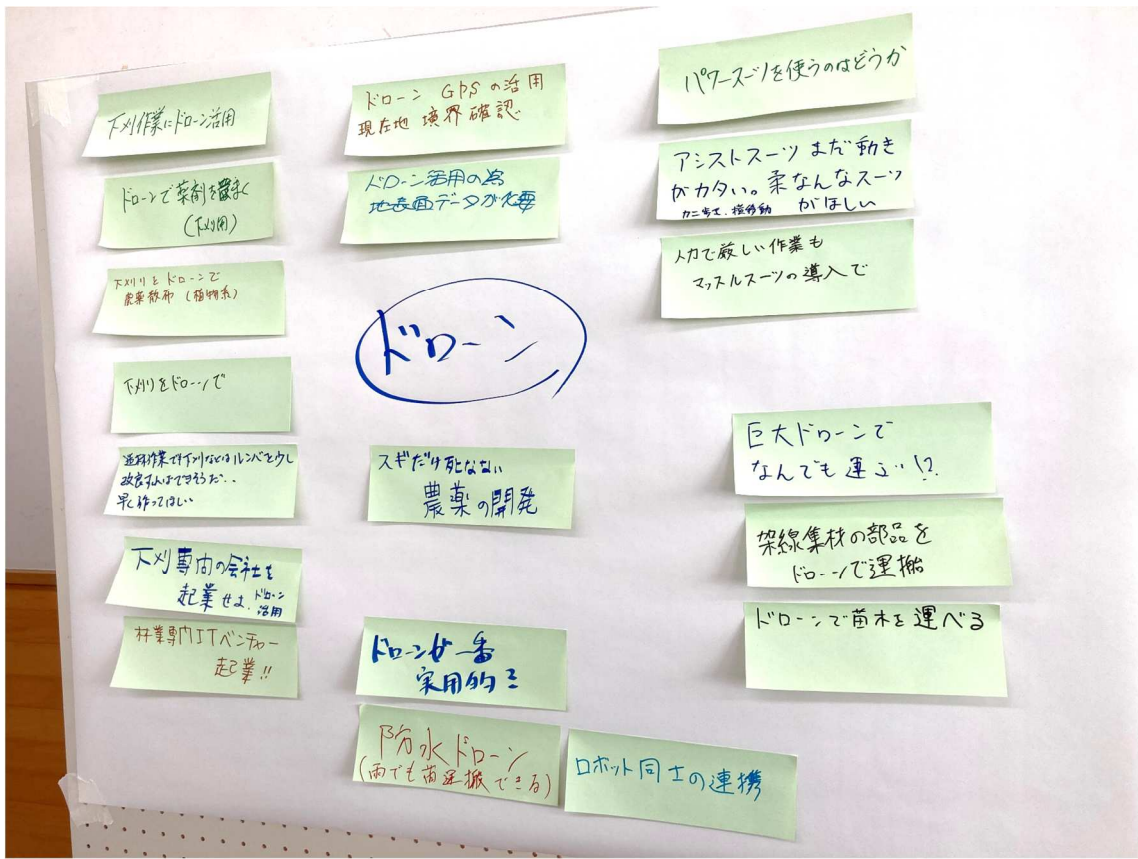 下刈作業にドローン活用
ドローンで薬剤を散まく
(下刈用)
下刈りをドローンで
農薬散布 (植物系)
下刈りをドローンで
造林作業で下刈などはルンバを少し
改良すればできそうだ..
早く作ってほしい
下刈専門の会社を
起業せよ.ドローン
活用
林業専門ITベンチャー
起業!!
ドローン GPSの活用
現在地 境界確認
ドローン活用の為
地表面データが必要
ドローン
スギだけ死なない
農薬の開発
ドローンが一番
実用的?
防水ドローン
(雨でも苗運搬できる)
ロボット同士の連携
パワースーツを使うのはどうか
アシストスーツ まだ動き
がカタい。柔なんなスーツ
カニ歩き.横移動 がほしい
人力で厳しい作業も
マッスルスーツの導入で
巨大ドローンで
なんでも運ぶ!?
架線集材の部品を
ドローンで運搬
ドローンで苗木を運べる